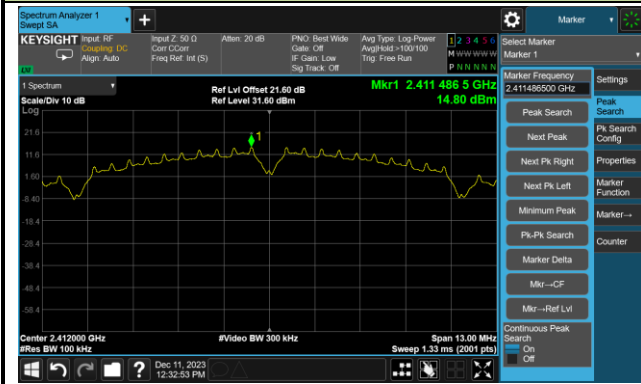 Spectrum Analyzer 1
Swept SA
Marker
KEYSIGHT
Input: RF
Coupling: DC
Align: Auto
Input Z: 50 Ω
Corr CCorr
Freq Ref: Int (S)
Atten: 20 dB
PNO: Best Wide
Gate: Off
IF Gain: Low
Sig Track: Off
Avg Type: Log-Power
Avg|Hold:>100/100
Trig: Free Run
1 2 3 4 5 6
M W W W W W
P N N N N N
Select Marker
Marker 1
1 Spectrum
Scale/Div 10 dB
Log
Ref Lvl Offset 21.60 dB
Ref Level 31.60 dBm
Mkr1 2.411 486 5 GHz
14.80 dBm
21.6
11.6
1.60
-8.40
-18.4
-28.4
-38.4
-48.4
-58.4
1
Center 2.412000 GHz
#Res BW 100 kHz
#Video BW 300 kHz
Span 13.00 MHz
Sweep 1.33 ms (2001 pts)
Marker Frequency
2.411486500 GHz
Peak Search
Next Peak
Next Pk Right
Next Pk Left
Minimum Peak
Pk-Pk Search
Marker Delta
Mkr→CF
Mkr→Ref Lvl
Continuous Peak
Search
On
Off
Settings
Peak
Search
Pk Search
Config
Properties
Marker
Function
Marker→
Counter
Dec 11, 2023
12:32:53 PM